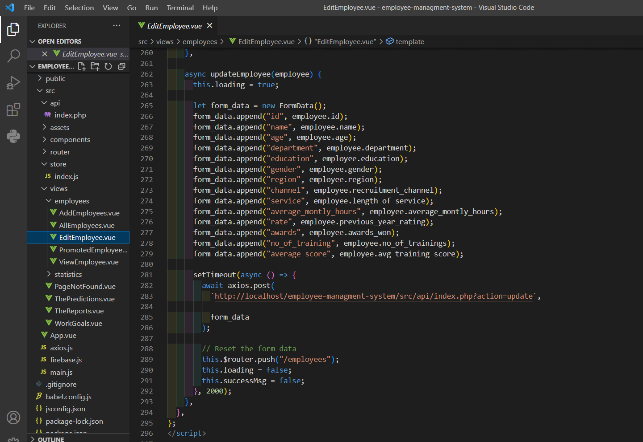 File Edit Selection View Go Run Terminal Help
EditEmployee.vue - employee-managment-system - Visual Studio Code
EXPLORER ...
OPEN EDITORS
EditEmployee.vue s...
EMPLOYEE...
public
src
api
index.php
assets
components
router
store
JS index.js
views
employees
AddEmployees.vue
AllEmployees.vue
EditEmployee.vue
PromotedEmployee...
ViewEmployee.vue
statistics
PageNotFound.vue
ThePredictions.vue
TheReports.vue
WorkGoals.vue
App.vue
JS axios.js
JS firebase.js
JS main.js
.gitignore
babel.config.js
{} jsconfig.json
{} package-lock.json
{} package.json
OUTLINE
EditEmployee.vue
src > views > employees > EditEmployee.vue > {} "EditEmployee.vue" > template
260 },
261
262 async updateEmployee(employee) {
263 this.loading = true;
264
265 let form_data = new FormData();
266 form_data.append("id", employee.id);
267 form_data.append("name", employee.name);
268 form_data.append("age", employee.age);
269 form_data.append("department", employee.department);
270 form_data.append("education", employee.education);
271 form_data.append("gender", employee.gender);
272 form_data.append("region", employee.region);
273 form_data.append("channel", employee.recruitment_channel);
274 form_data.append("service", employee.length_of_service);
275 form_data.append("average_montly_hours", employee.average_montly_hours);
276 form_data.append("rate", employee.previous_year_rating);
277 form_data.append("awards", employee.awards_won);
278 form_data.append("no_of_training", employee.no_of_trainings);
279 form_data.append("average_score", employee.avg_training_score);
280
281 setTimeout(async () => {
282 await axios.post(
283 `http://localhost/employee-managment-system/src/api/index.php?action=update`,
284
285 form_data
286 );
287
288 // Reset the form data
289 this.$router.push("/employees");
290 this.loading = false;
291 this.successMsg = false;
292 }, 2000);
293 },
294 },
295 };
296 </script>